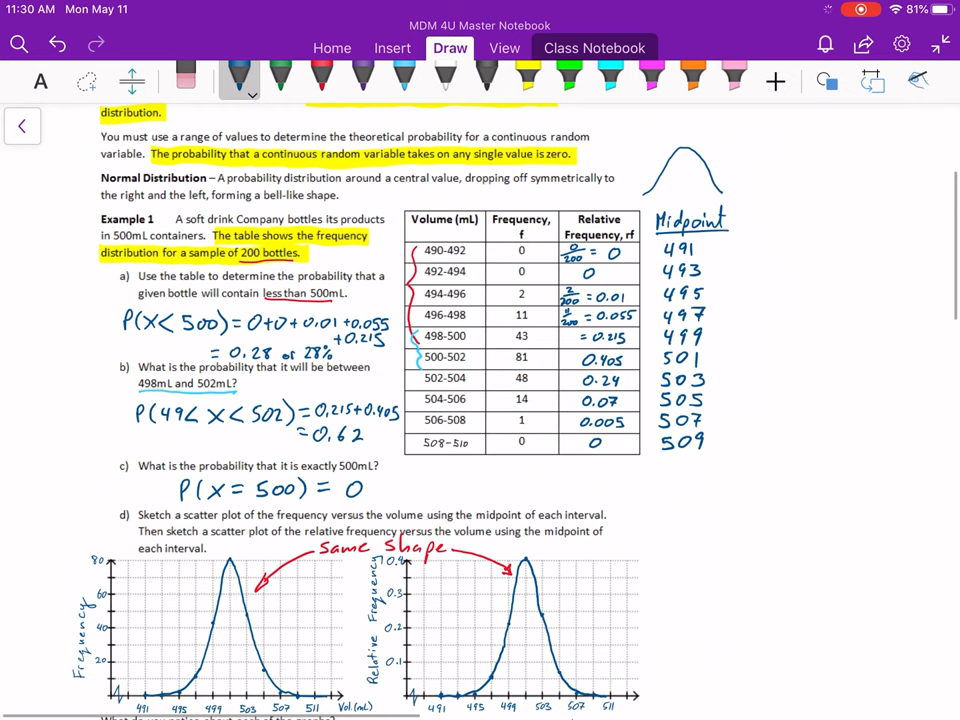 11:30 AM Mon May 11
81%
MDM 4U Master Notebook
Home Insert Draw View Class Notebook
A
distribution.
You must use a range of values to determine the theoretical probability for a continuous random
variable. The probability that a continuous random variable takes on any single value is zero.
Normal Distribution – A probability distribution around a central value, dropping off symmetrically to
the right and the left, forming a bell-like shape.
Example 1 A soft drink Company bottles its products
in 500mL containers. The table shows the frequency
distribution for a sample of 200 bottles.
a) Use the table to determine the probability that a
given bottle will contain less than 500mL.
P(X< 500) = 0+0+0.01+0.055
+0.215
= 0.28 or 28%
b) What is the probability that it will be between
498mL and 502mL?
P(49< X < 502) = 0.215+0.405
= 0.62
Volume (mL) Frequency, f Relative Frequency, rf Midpoint
490-492 0 0/200 = 0 491
492-494 0 0 493
494-496 2 2/200 = 0.01 495
496-498 11 11/200 = 0.055 497
498-500 43 = 0.215 499
500-502 81 0.405 501
502-504 48 0.24 503
504-506 14 0.07 505
506-508 1 0.005 507
508-510 0 0 509
c) What is the probability that it is exactly 500mL?
P(X = 500) = 0
d) Sketch a scatter plot of the frequency versus the volume using the midpoint of each interval.
Then sketch a scatter plot of the relative frequency versus the volume using the midpoint of
each interval.
same shape
Frequency
80
60
40
20
491 495 499 503 507 511 Vol.(mL)
Relative Frequency
0.4
0.3
0.2
0.1
491 495 499 503 507 511
What do you notice about each of the graphs?